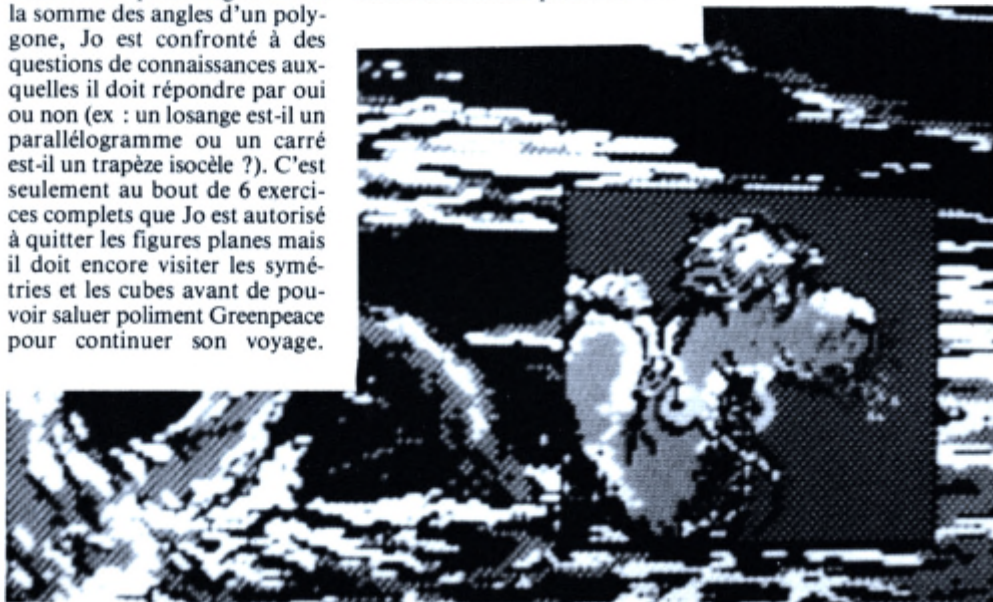 la somme des angles d'un poly-
gone, Jo est confronté à des
questions de connaissances aux-
quelles il doit répondre par oui
ou non (ex : un losange est-il un
parallélogramme ou un carré
est-il un trapèze isocèle ?). C'est
seulement au bout de 6 exerci-
ces complets que Jo est autorisé
à quitter les figures planes mais
il doit encore visiter les symé-
tries et les cubes avant de pou-
voir saluer poliment Greenpeace
pour continuer son voyage.